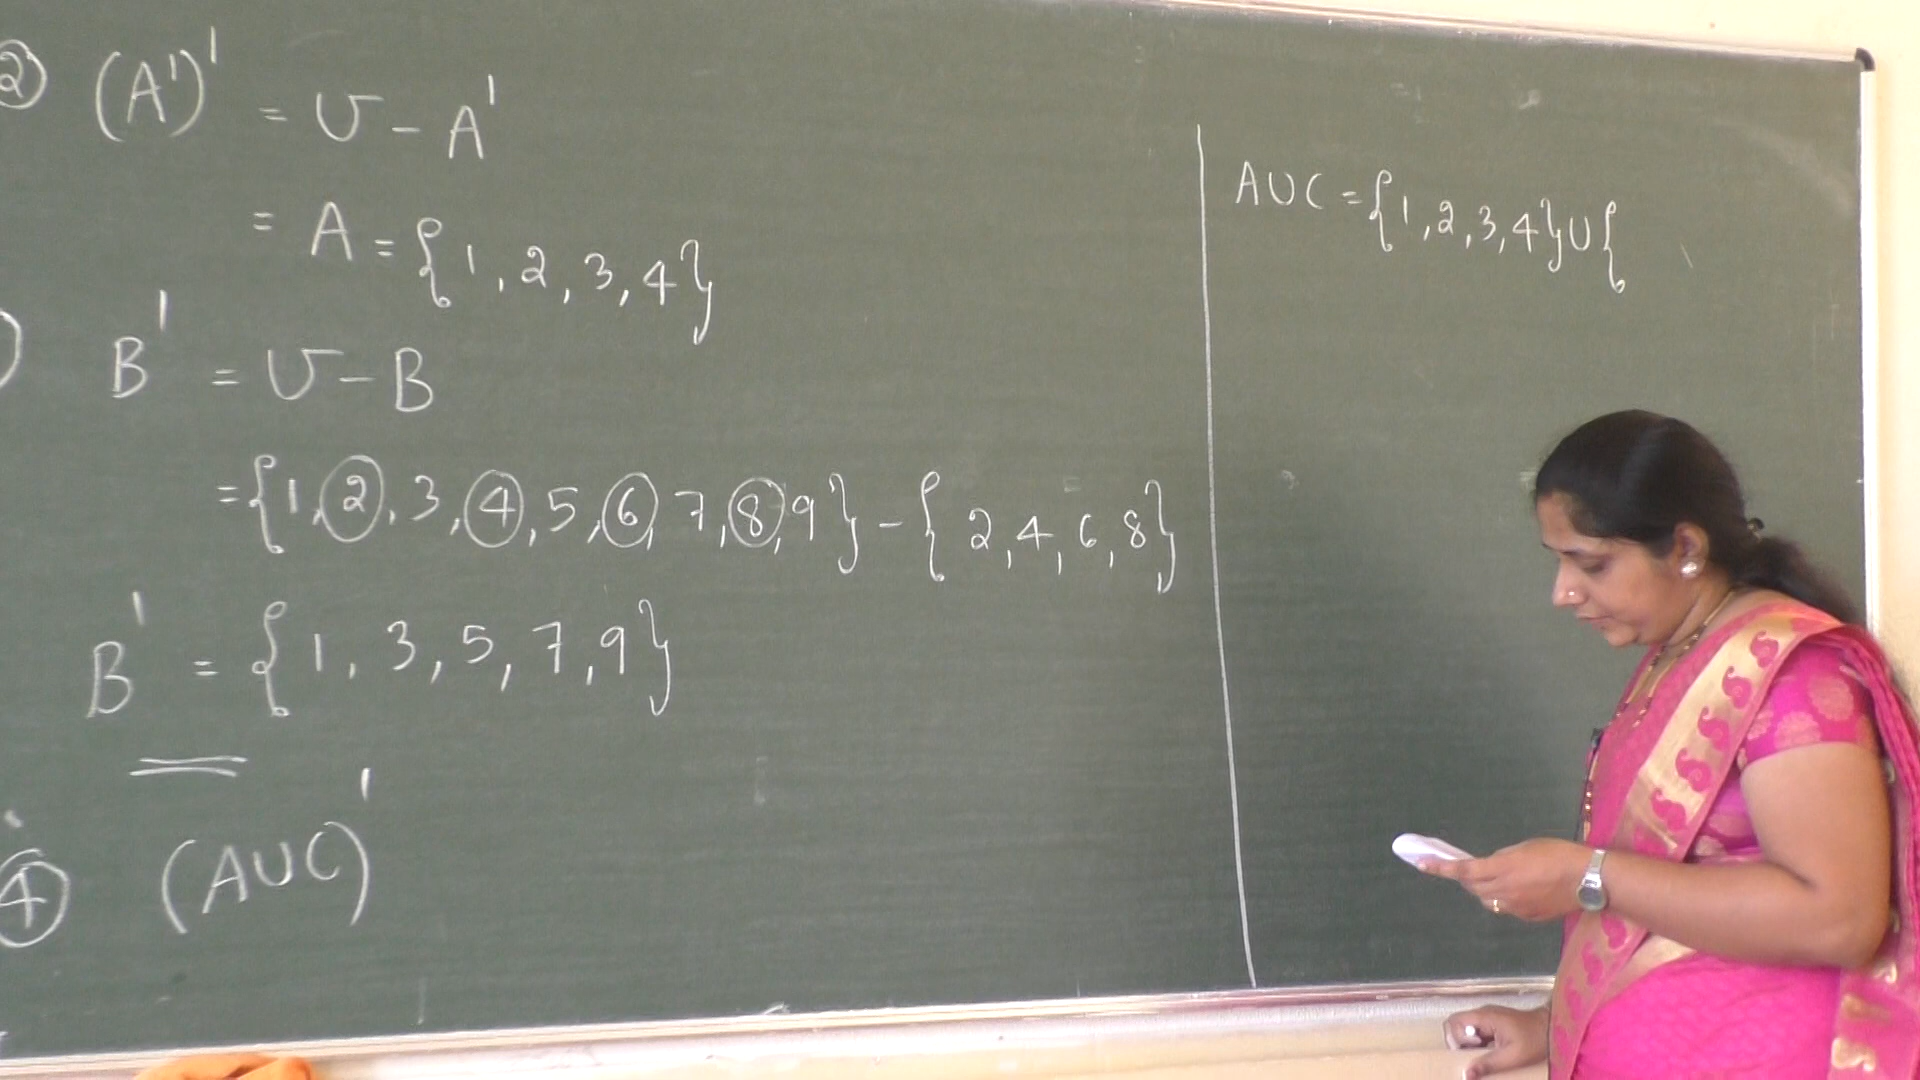 ② (A')' = U - A'
= A = {1, 2, 3, 4}
B' = U - B
= {1, ②, 3, ④, 5, ⑥, 7, ⑧, 9} - {2, 4, 6, 8}
B' = {1, 3, 5, 7, 9}
④ (AUC)'
AUC = {1, 2, 3, 4} U {